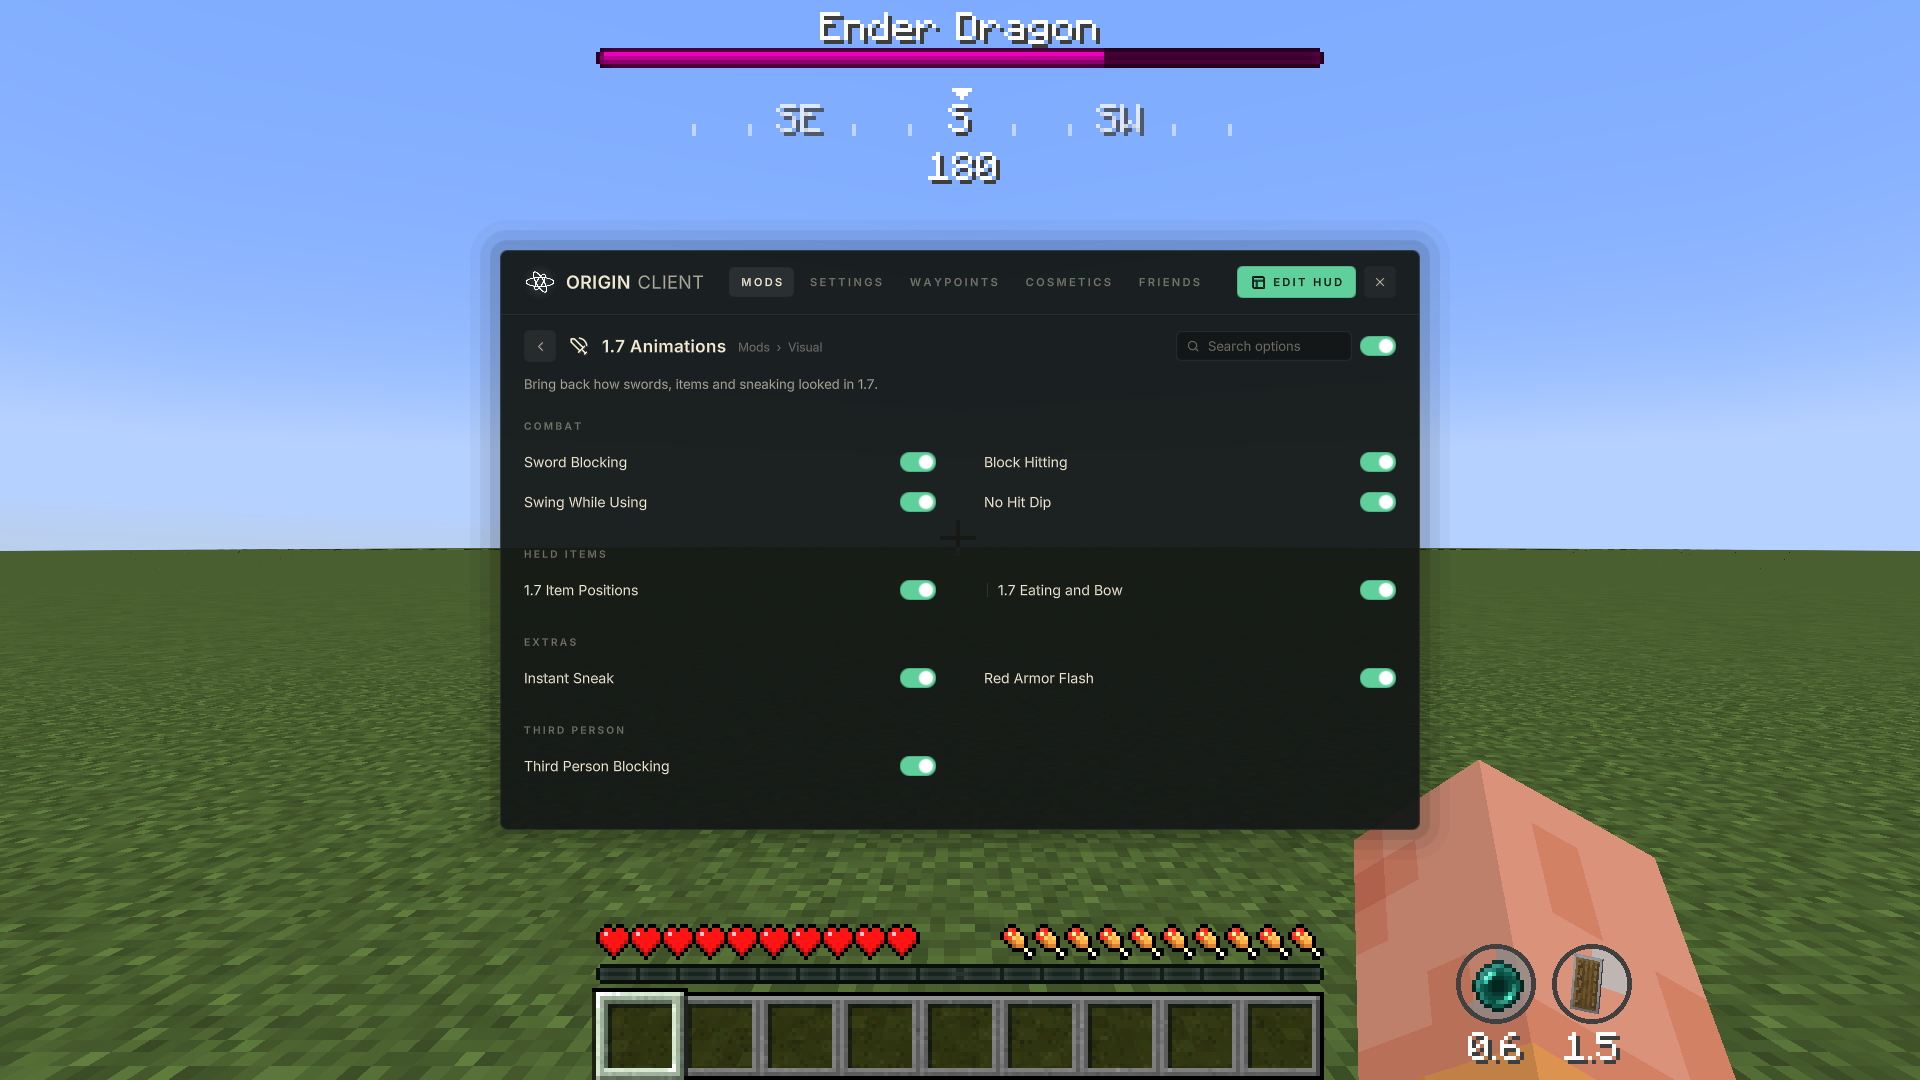 Ender Dragon
SE S SW
180
ORIGIN CLIENT MODS SETTINGS WAYPOINTS COSMETICS FRIENDS EDIT HUD
1.7 Animations Mods › Visual Search options
Bring back how swords, items and sneaking looked in 1.7.
COMBAT
Sword Blocking Block Hitting
Swing While Using No Hit Dip
HELD ITEMS
1.7 Item Positions 1.7 Eating and Bow
EXTRAS
Instant Sneak Red Armor Flash
THIRD PERSON
Third Person Blocking
0.6 1.5